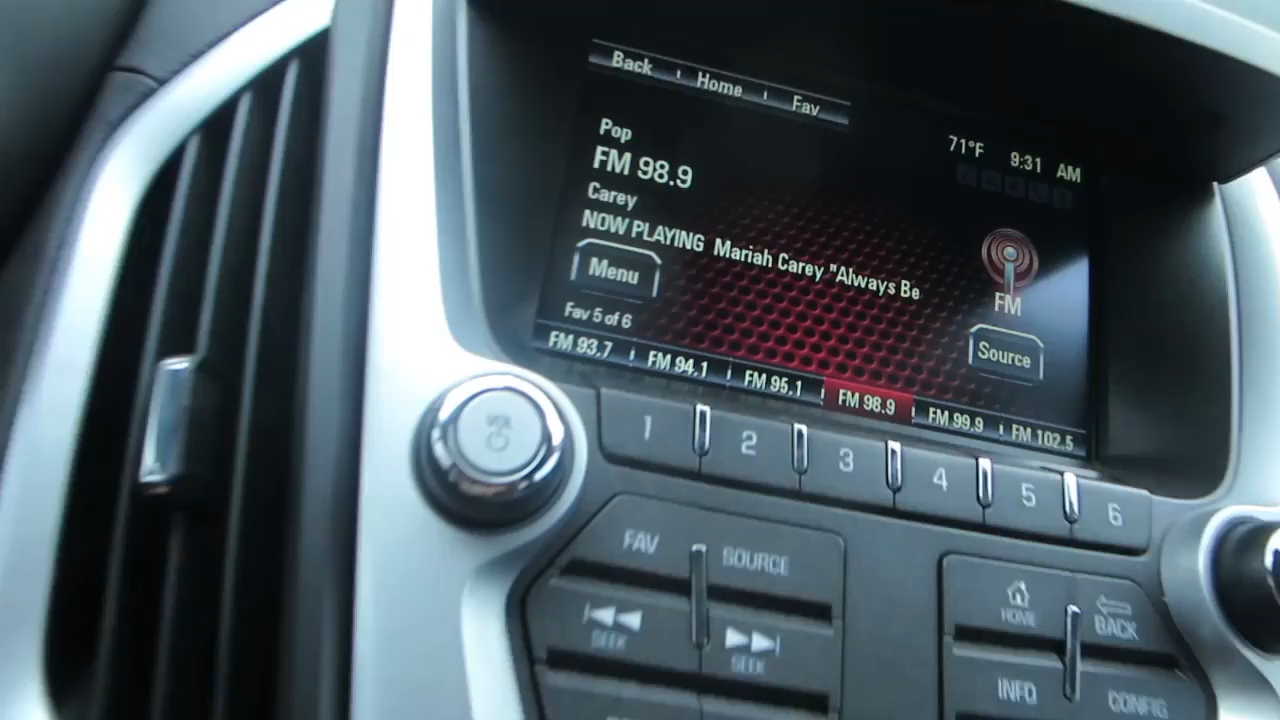 Back Home Fav
71°F 9:31 AM
Pop
FM 98.9
Carey
NOW PLAYING Mariah Carey "Always Be
Menu
FM
Source
Fav 5 of 6
FM 93.7 FM 94.1 FM 95.1 FM 98.9 FM 99.9 FM 102.5
1 2 3 4 5 6
VOL
FAV SOURCE
SEEK SEEK
HOME BACK
INFO CONFIG